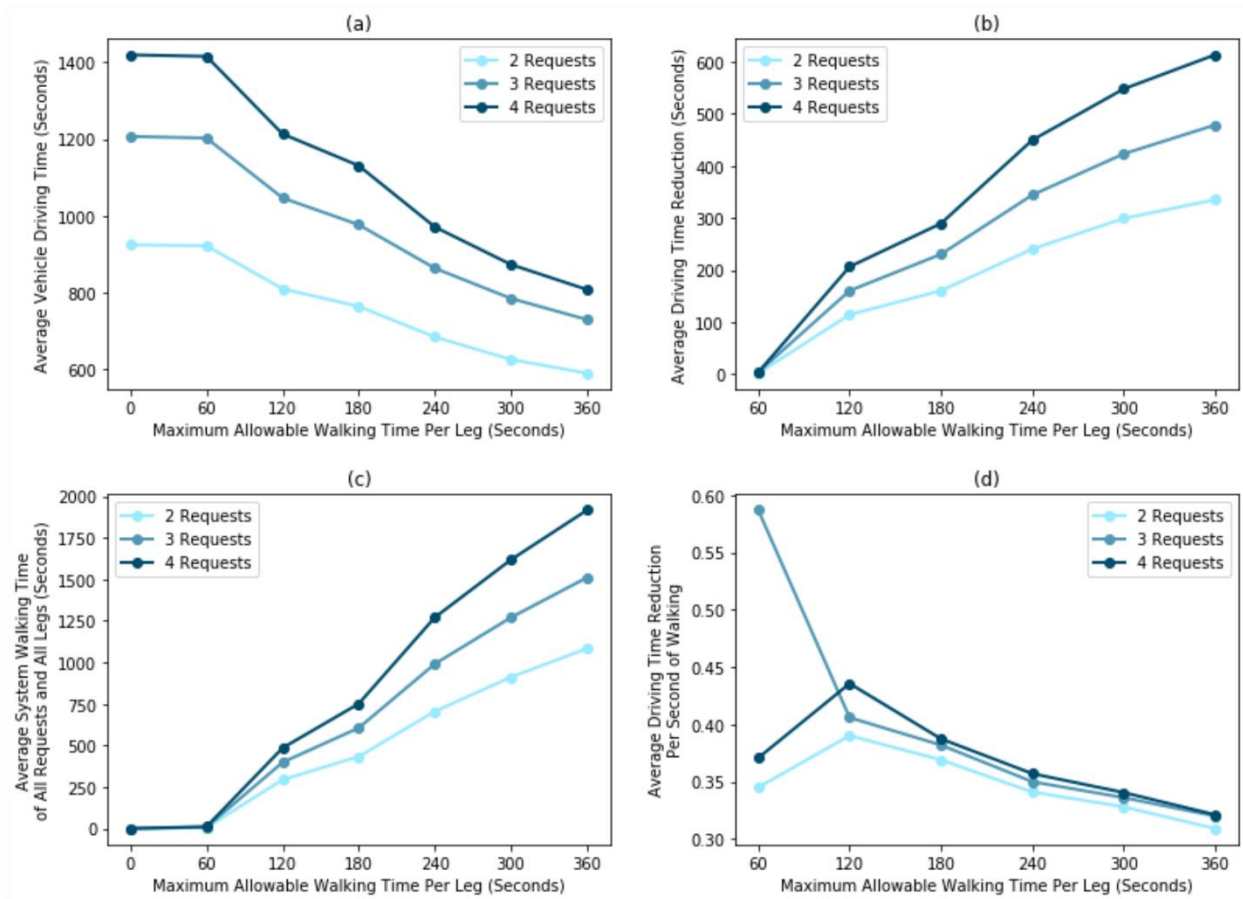 (a)
1400
1200
1000
800
600
Average Vehicle Driving Time (Seconds)
2 Requests
3 Requests
4 Requests
0 60 120 180 240 300 360
Maximum Allowable Walking Time Per Leg (Seconds)
(b)
600
500
400
300
200
100
0
Average Driving Time Reduction (Seconds)
2 Requests
3 Requests
4 Requests
60 120 180 240 300 360
Maximum Allowable Walking Time Per Leg (Seconds)
(c)
2000
1750
1500
1250
1000
750
500
250
0
Average System Walking Time
of All Requests and All Legs (Seconds)
2 Requests
3 Requests
4 Requests
0 60 120 180 240 300 360
Maximum Allowable Walking Time Per Leg (Seconds)
(d)
0.60
0.55
0.50
0.45
0.40
0.35
0.30
Average Driving Time Reduction
Per Second of Walking
2 Requests
3 Requests
4 Requests
60 120 180 240 300 360
Maximum Allowable Walking Time Per Leg (Seconds)